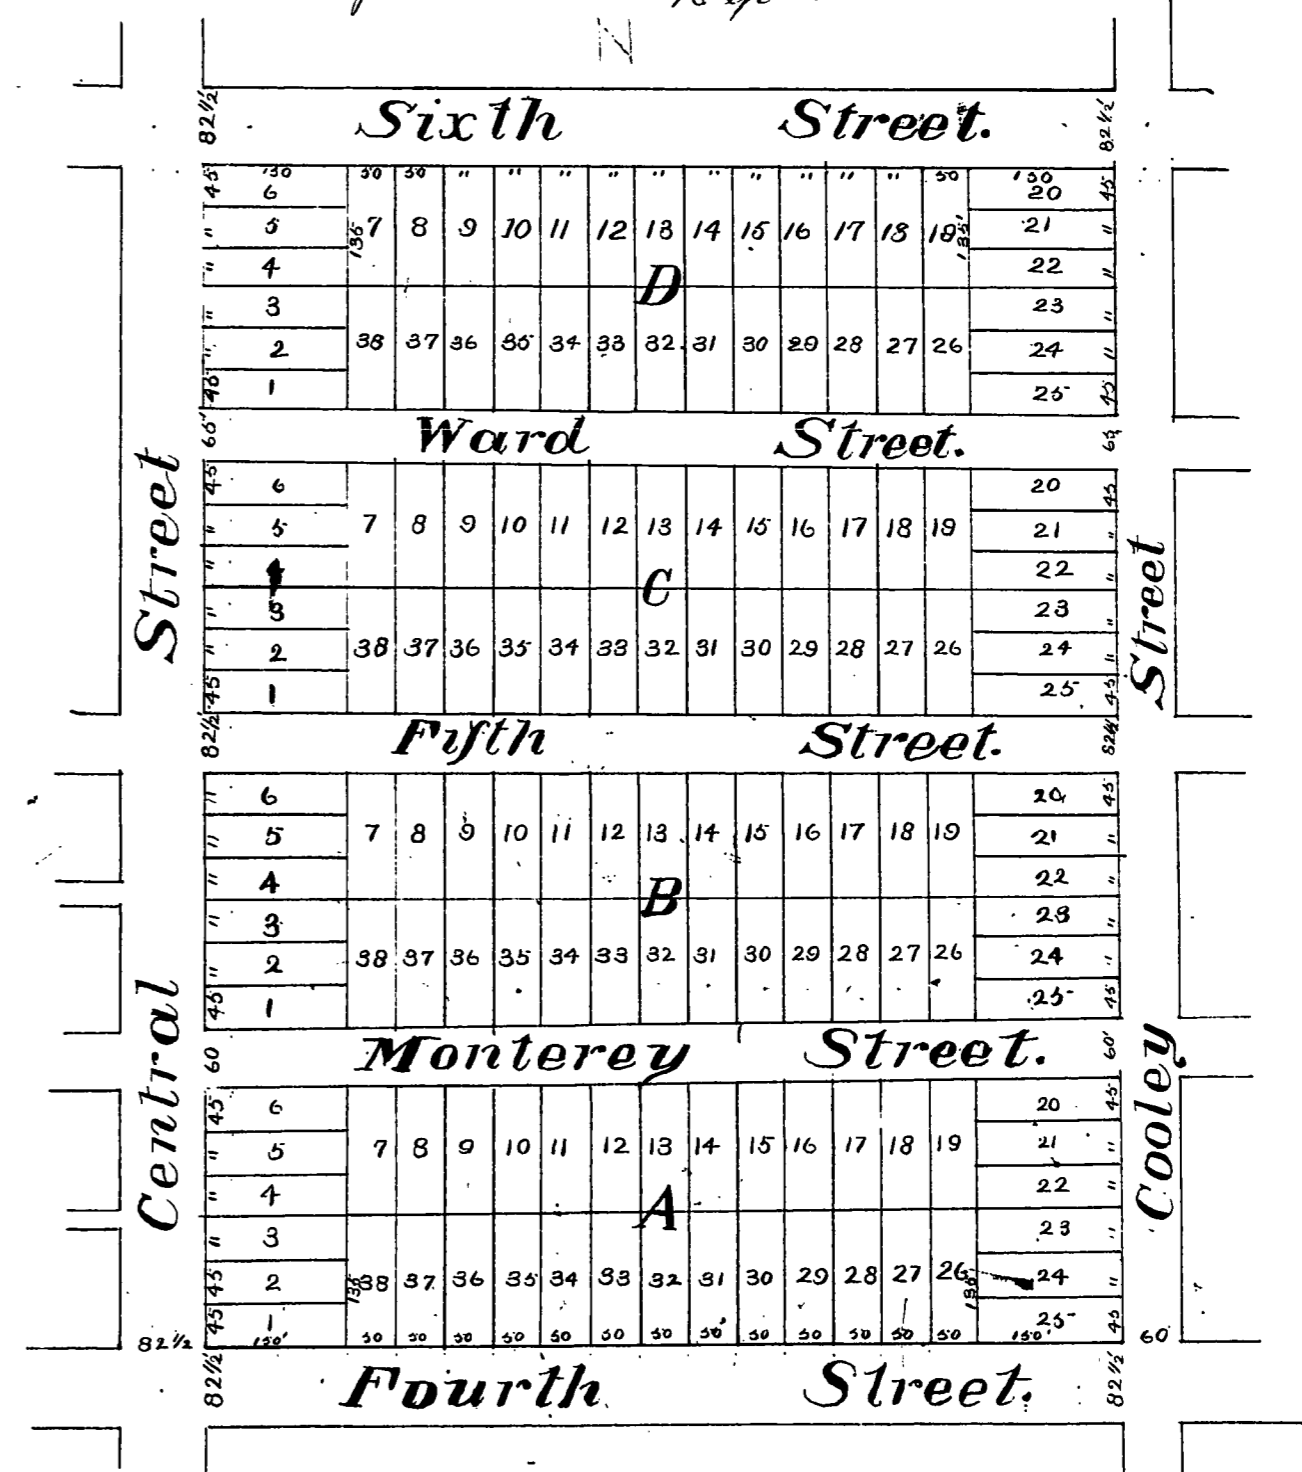 N
Sixth Street.
82½ 82½'
45 150 50 50 " " " " " " " " " " 50 150 45
6 20
" 5 135 7 8 9 10 11 12 13 14 15 16 17 18 19 135' 21 "
" 4 22 "
D
" 3 23 "
" 2 38 37 36 35 34 33 32 31 30 29 28 27 26 24 "
45 1 25 45
60' Ward Street.
45 6 20 45
" 5 7 8 9 10 11 12 13 14 15 16 17 18 19 21 "
" 4 22 "
C
" 3 23 "
" 2 38 37 36 35 34 33 32 31 30 29 28 27 26 24 "
45 1 25 45
82½ Fifth Street. 82½'
" 6 20 45
" 5 7 8 9 10 11 12 13 14 15 16 17 18 19 21 "
" 4 22 "
B
" 3 23 "
" 2 38 37 36 35 34 33 32 31 30 29 28 27 26 24 "
45 1 25 45
60 Monterey Street. 60'
45 6 20 45
" 5 7 8 9 10 11 12 13 14 15 16 17 18 19 21 "
" 4 22 "
A
" 3 23 "
45 2 135 38 37 36 35 34 33 32 31 30 29 28 27 26 135 24 "
45 1 25 45
82½ 150' 50 50 50 50 50 50 50 50' 50 50 50 50 50 150' 60
82½ Fourth Street. 82½'
Central Street
Cooley Street